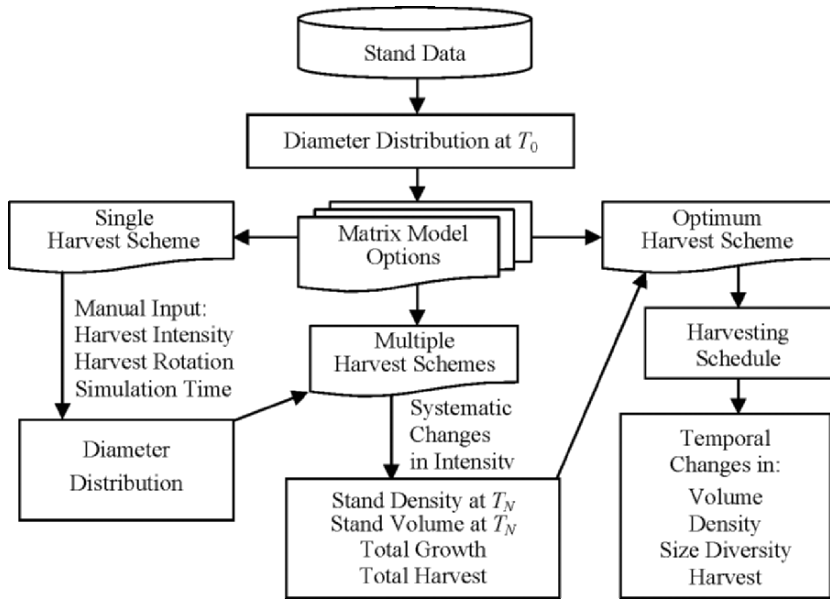 Stand Data
Diameter Distribution at T0
Single
Harvest Scheme
Matrix Model
Options
Optimum
Harvest Scheme
Manual Input:
Harvest Intensity
Harvest Rotation
Simulation Time
Multiple
Harvest Schemes
Harvesting
Schedule
Diameter
Distribution
Systematic
Changes
in Intensity
Stand Density at TN
Stand Volume at TN
Total Growth
Total Harvest
Temporal
Changes in:
Volume
Density
Size Diversity
Harvest